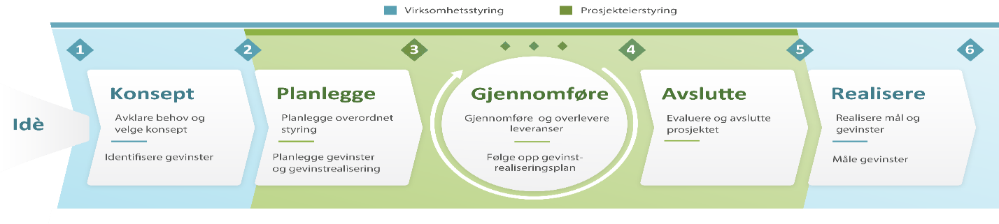 Virksomhetsstyring
Prosjekteierstyring
1
2
3
4
5
6
Idè
Konsept
Avklare behov og
velge konsept
Identifisere gevinster
Planlegge
Planlegge overordnet
styring
Planlegge gevinster
og gevinstrealisering
Gjennomføre
Gjennomføre og overlevere
leveranser
Følge opp gevinst-
realiseringsplan
Avslutte
Evaluere og avslutte
prosjektet
Realisere
Realisere mål og
gevinster
Måle gevinster